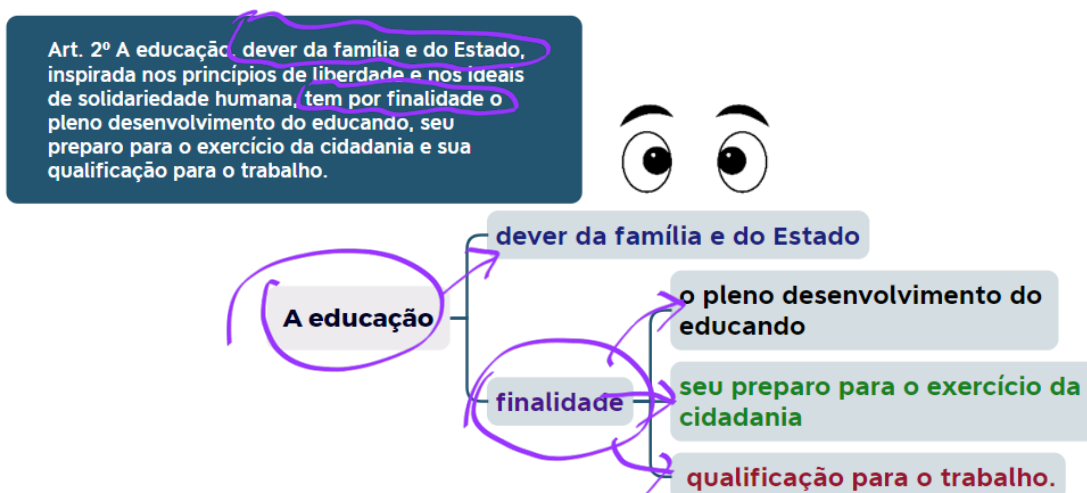 Art. 2º A educação, dever da família e do Estado,
inspirada nos princípios de liberdade e nos ideais
de solidariedade humana, tem por finalidade o
pleno desenvolvimento do educando, seu
preparo para o exercício da cidadania e sua
qualificação para o trabalho.
dever da família e do Estado
A educação
o pleno desenvolvimento do
educando
finalidade
seu preparo para o exercício da
cidadania
qualificação para o trabalho.